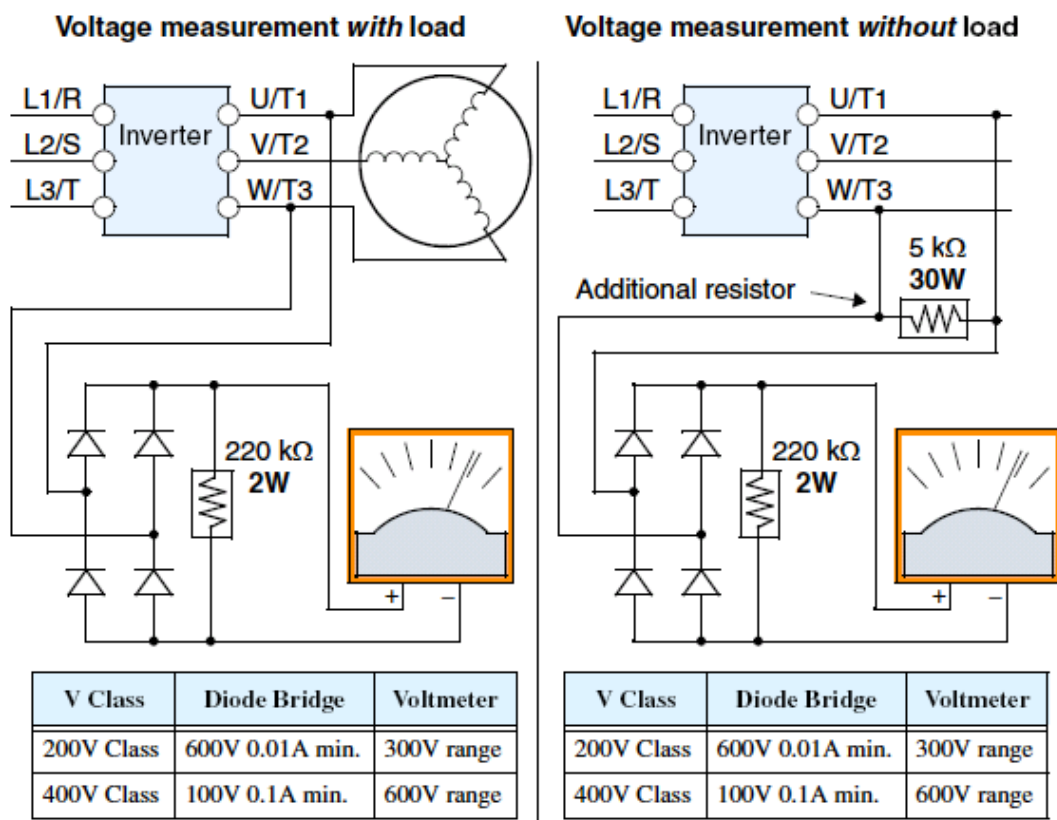 Voltage measurement with load
L1/R
U/T1
Inverter
L2/S
V/T2
L3/T
W/T3
220 kΩ
2W
+ –
V Class Diode Bridge Voltmeter
200V Class 600V 0.01A min. 300V range
400V Class 100V 0.1A min. 600V range
Voltage measurement without load
L1/R
U/T1
Inverter
L2/S
V/T2
L3/T
W/T3
5 kΩ
30W
Additional resistor
220 kΩ
2W
+ –
V Class Diode Bridge Voltmeter
200V Class 600V 0.01A min. 300V range
400V Class 100V 0.1A min. 600V range